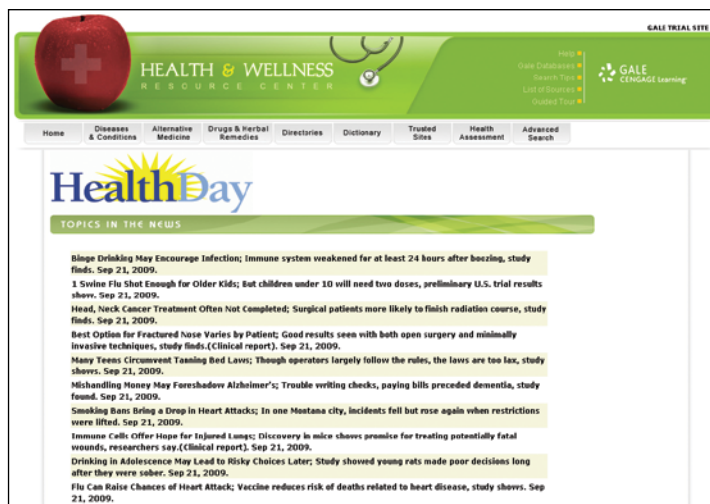 GALE TRIAL SITE
HEALTH & WELLNESS
RESOURCE CENTER
Help
Gale Databases
Search Tips
List of Sources
Guided Tour
GALE
CENGAGE Learning
Home
Diseases
& Conditions
Alternative
Medicine
Drugs & Herbal
Remedies
Directories
Dictionary
Trusted
Sites
Health
Assessment
Advanced
Search
HealthDay
TOPICS IN THE NEWS
Binge Drinking May Encourage Infection; Immune system weakened for at least 24 hours after boozing, study
finds. Sep 21, 2009.
1 Swine Flu Shot Enough for Older Kids; But children under 10 will need two doses, preliminary U.S. trial results
show. Sep 21, 2009.
Head, Neck Cancer Treatment Often Not Completed; Surgical patients more likely to finish radiation course, study
finds. Sep 21, 2009.
Best Option for Fractured Nose Varies by Patient; Good results seen with both open surgery and minimally
invasive techniques, study finds.(Clinical report). Sep 21, 2009.
Many Teens Circumvent Tanning Bed Laws; Though operators largely follow the rules, the laws are too lax, study
shows. Sep 21, 2009.
Mishandling Money May Foreshadow Alzheimer's; Trouble writing checks, paying bills preceded dementia, study
found. Sep 21, 2009.
Smoking Bans Bring a Drop in Heart Attacks; In one Montana city, incidents fell but rose again when restrictions
were lifted. Sep 21, 2009.
Immune Cells Offer Hope for Injured Lungs; Discovery in mice shows promise for treating potentially fatal
wounds, researchers say.(Clinical report). Sep 21, 2009.
Drinking in Adolescence May Lead to Risky Choices Later; Study showed young rats made poor decisions long
after they were sober. Sep 21, 2009.
Flu Can Raise Chances of Heart Attack; Vaccine reduces risk of deaths related to heart disease, study shows. Sep
21, 2009.